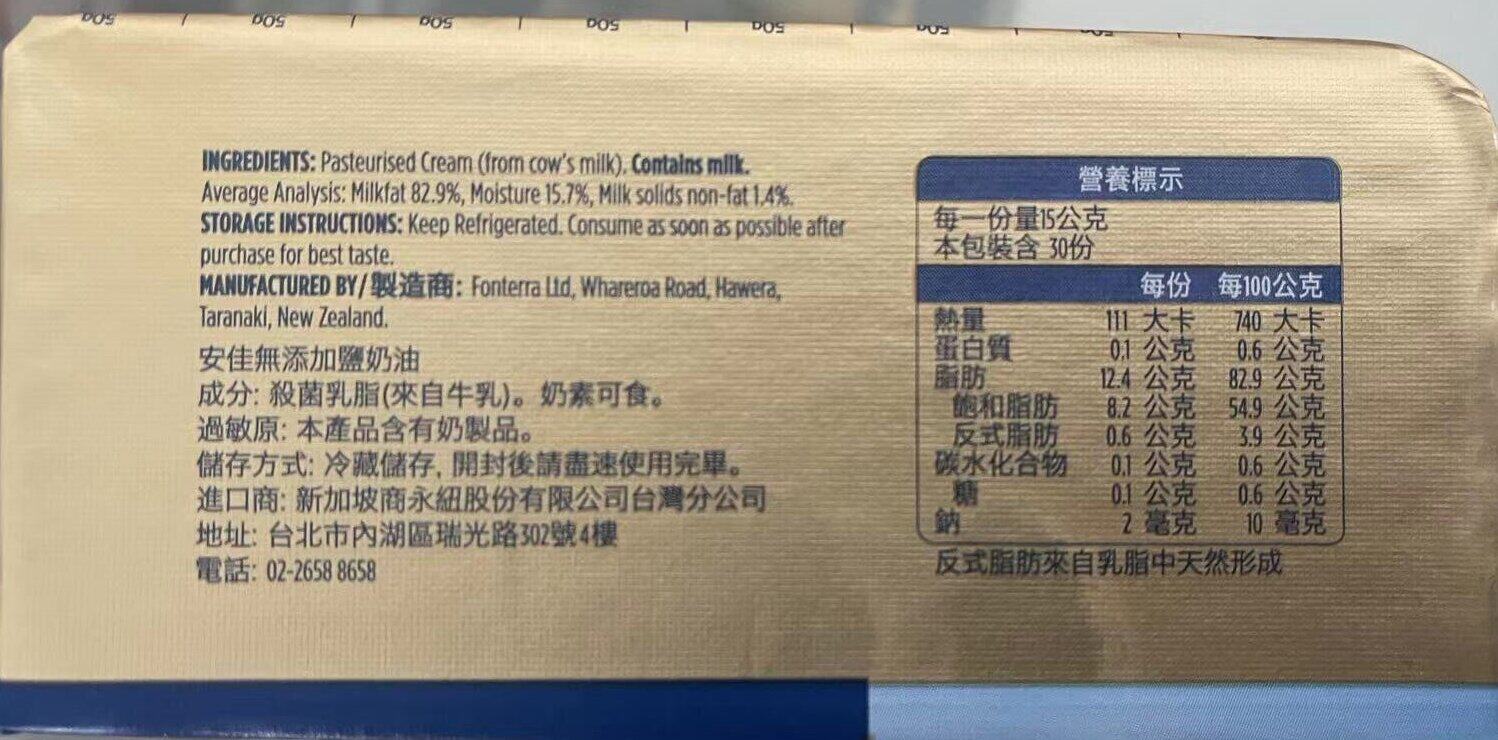 50g 50g 50g 50g 50g 50g 50g
INGREDIENTS: Pasteurised Cream (from cow's milk). Contains milk.
Average Analysis: Milkfat 82.9%, Moisture 15.7%, Milk solids non-fat 1.4%.
STORAGE INSTRUCTIONS: Keep Refrigerated. Consume as soon as possible after
purchase for best taste.
MANUFACTURED BY/製造商: Fonterra Ltd, Whareroa Road, Hawera,
Taranaki, New Zealand.
安佳無添加鹽奶油
成分: 殺菌乳脂(來自牛乳)。奶素可食。
過敏原: 本產品含有奶製品。
儲存方式: 冷藏儲存, 開封後請盡速使用完畢。
進口商: 新加坡商永紐股份有限公司台灣分公司
地址: 台北市內湖區瑞光路302號4樓
電話: 02-2658 8658
營養標示
每一份量15公克
本包裝含 30份
每份 每100公克
熱量 111 大卡 740 大卡
蛋白質 0.1 公克 0.6 公克
脂肪 12.4 公克 82.9 公克
飽和脂肪 8.2 公克 54.9 公克
反式脂肪 0.6 公克 3.9 公克
碳水化合物 0.1 公克 0.6 公克
糖 0.1 公克 0.6 公克
鈉 2 毫克 10 毫克
反式脂肪來自乳脂中天然形成